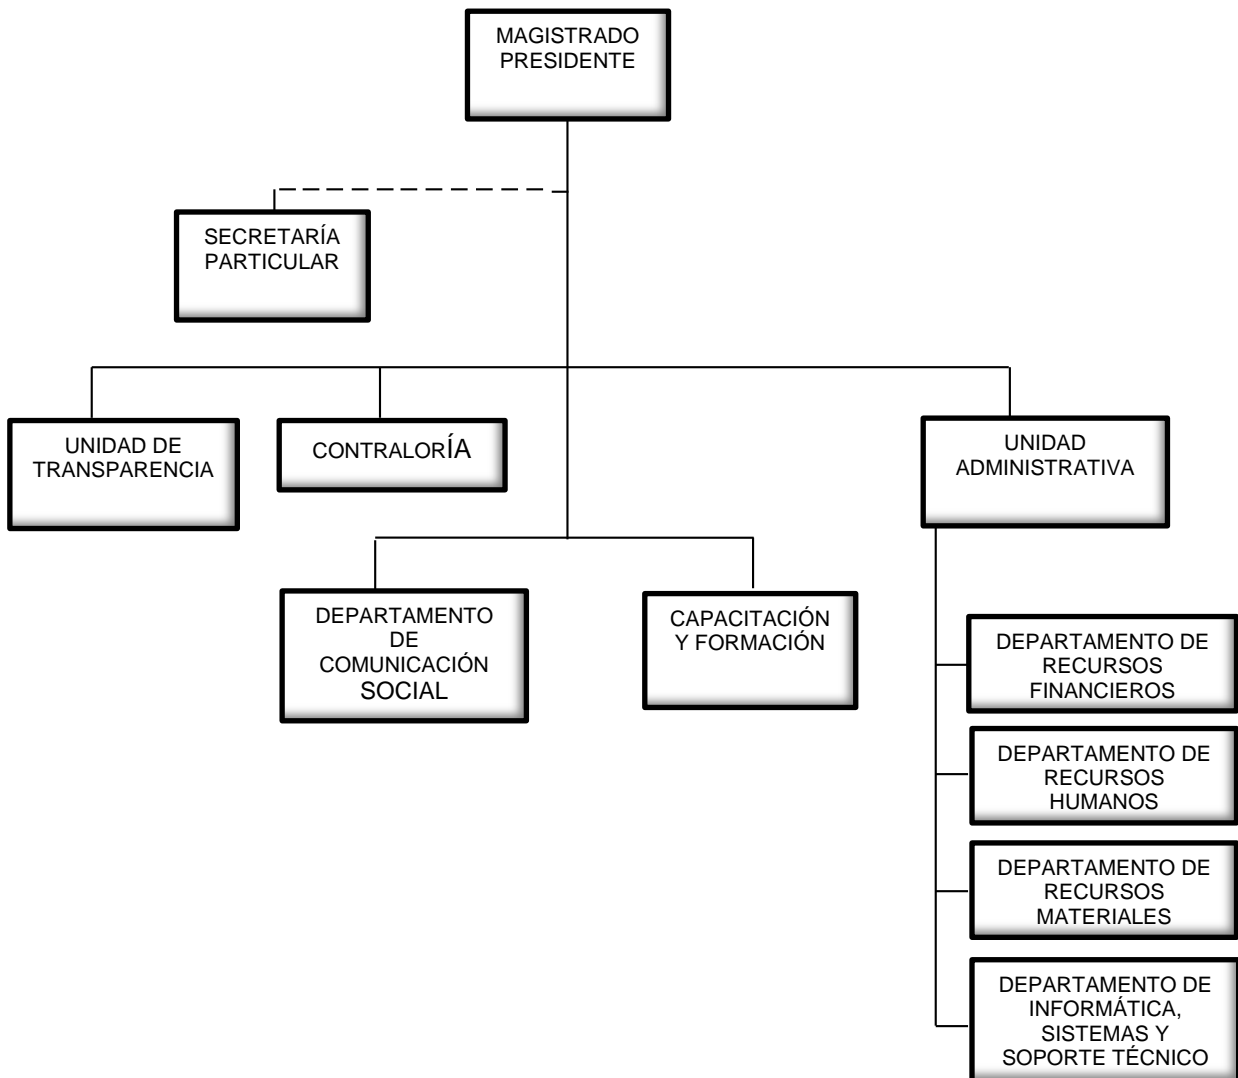 MAGISTRADO
PRESIDENTE
SECRETARÍA
PARTICULAR
UNIDAD DE
TRANSPARENCIA
CONTRALORÍA
UNIDAD
ADMINISTRATIVA
DEPARTAMENTO
DE
COMUNICACIÓN
SOCIAL
CAPACITACIÓN
Y FORMACIÓN
DEPARTAMENTO DE
RECURSOS
FINANCIEROS
DEPARTAMENTO DE
RECURSOS
HUMANOS
DEPARTAMENTO DE
RECURSOS
MATERIALES
DEPARTAMENTO DE
INFORMÁTICA,
SISTEMAS Y
SOPORTE TÉCNICO